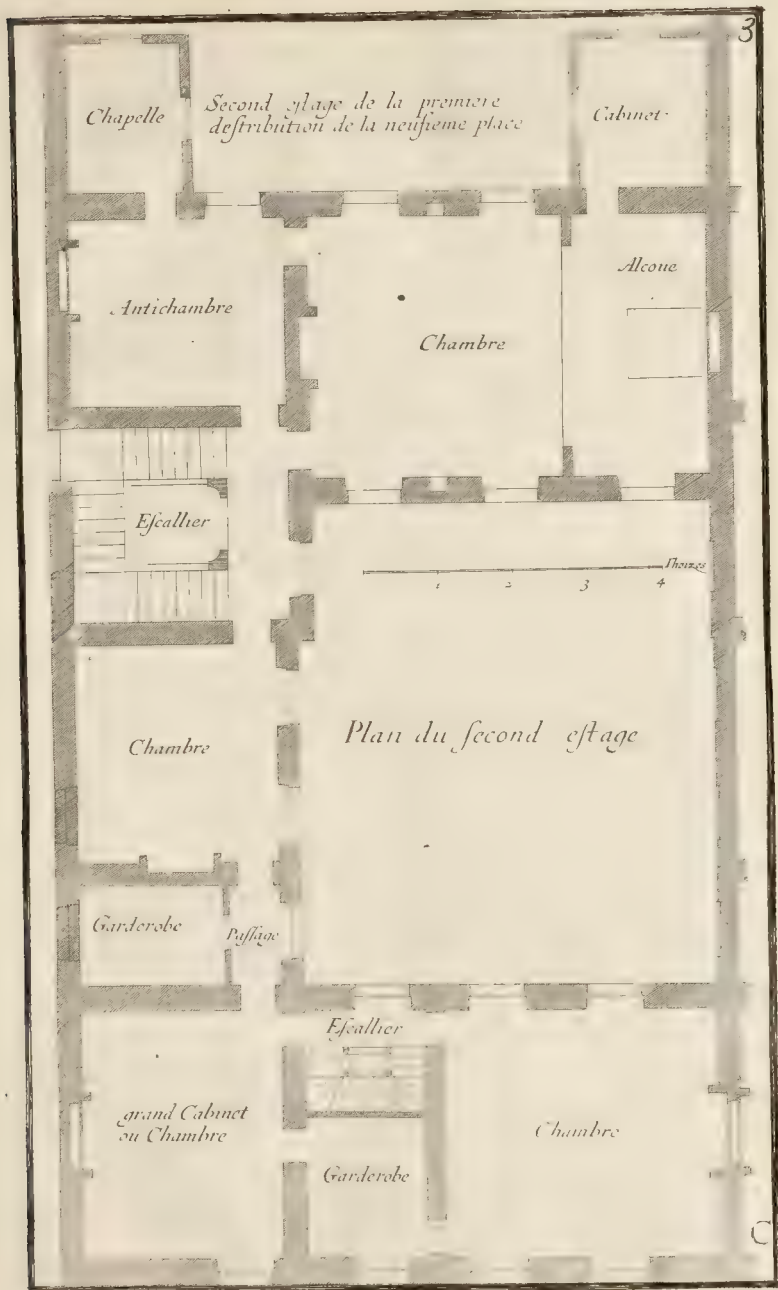 3
Chapelle
Second eſtage de la premiere
deſtribution de la neuſieme place
Cabinet
Alcoue
Antichambre
Chambre
Eſcallier
Thoizes
1 2 3 4
Plan du ſecond eſtage
Chambre
Garderobe
Paſſage
Eſcallier
grand Cabinet
ou Chambre
Chambre
Garderobe
C